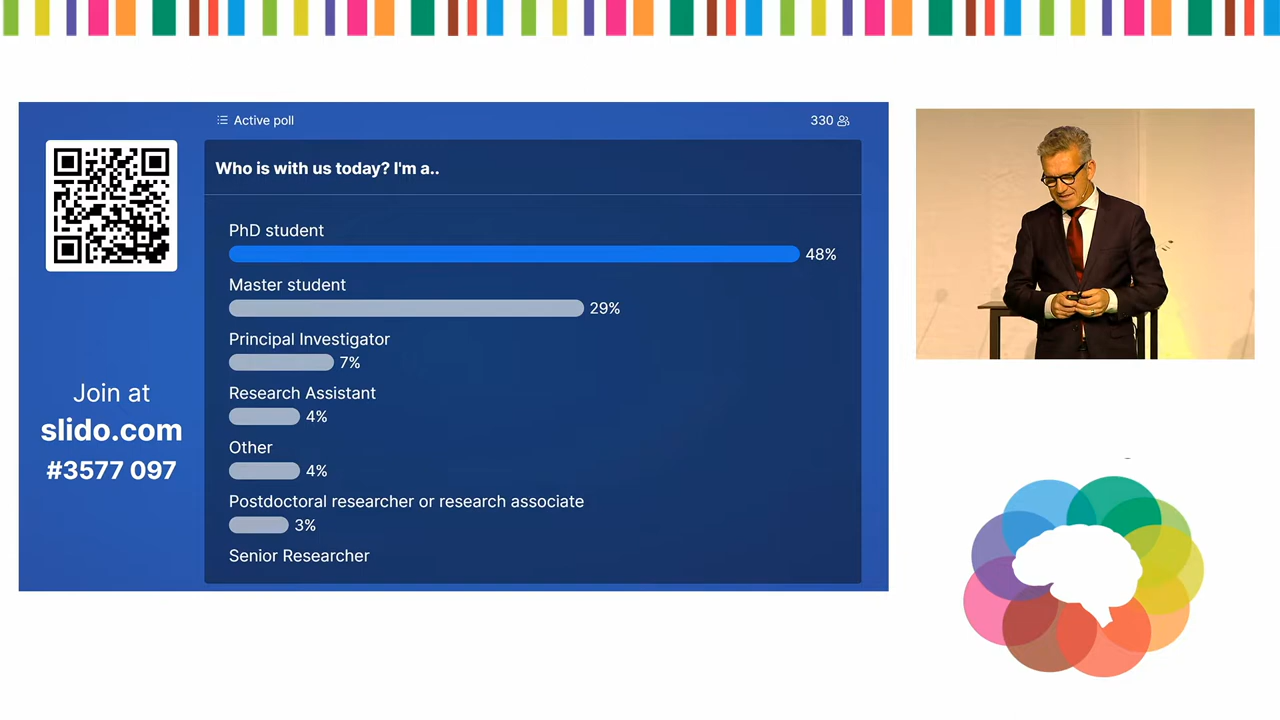 Active poll
330
Who is with us today? I'm a..
PhD student
48%
Master student
29%
Principal Investigator
7%
Research Assistant
4%
Other
4%
Postdoctoral researcher or research associate
3%
Senior Researcher
Join at
slido.com
#3577 097